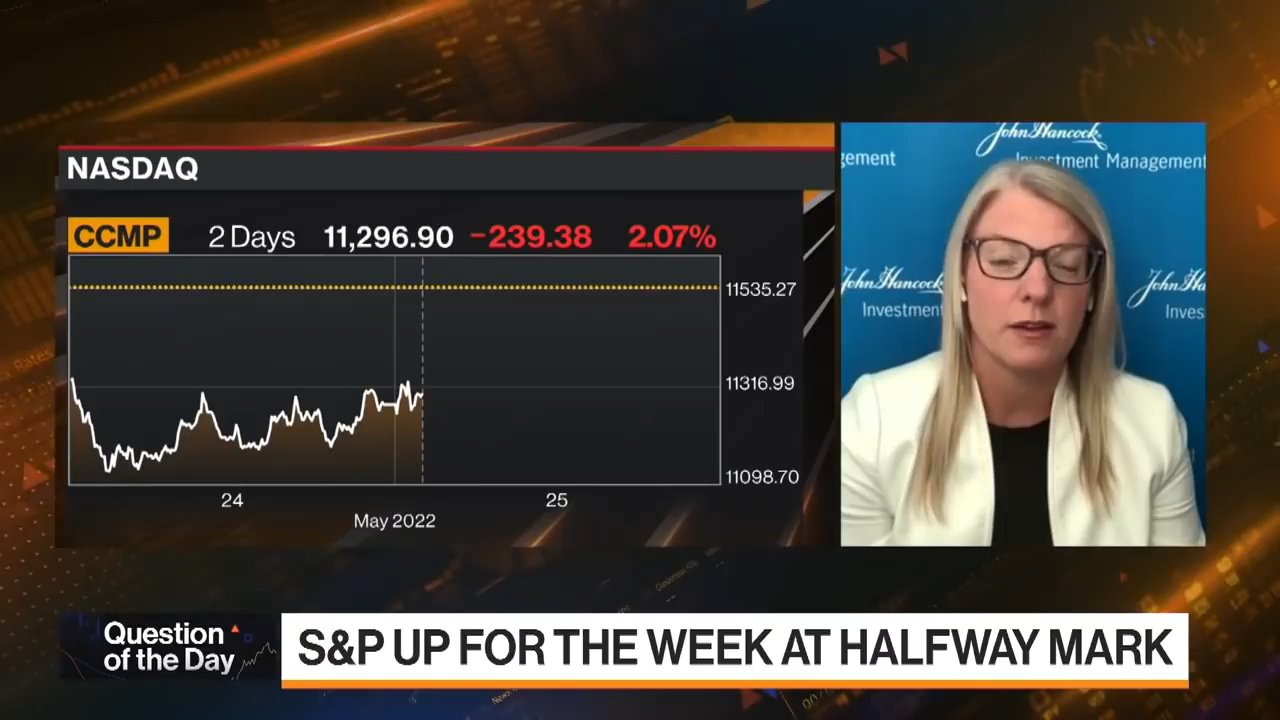 NASDAQ
CCMP 2 Days 11,296.90 −239.38 2.07%
11535.27
11316.99
11098.70
24 25
May 2022
John Hancock
gement
Investment Management
John Hancock
Investment
John Ha
Inves
Rates
Question
of the Day
S&P UP FOR THE WEEK AT HALFWAY MARK